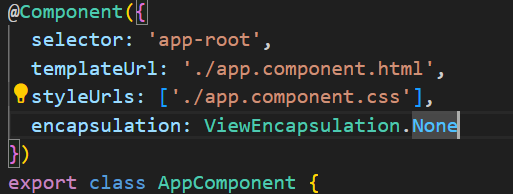 @Component({
selector: 'app-root',
templateUrl: './app.component.html',
styleUrls: ['./app.component.css'],
encapsulation: ViewEncapsulation.None
})
export class AppComponent {